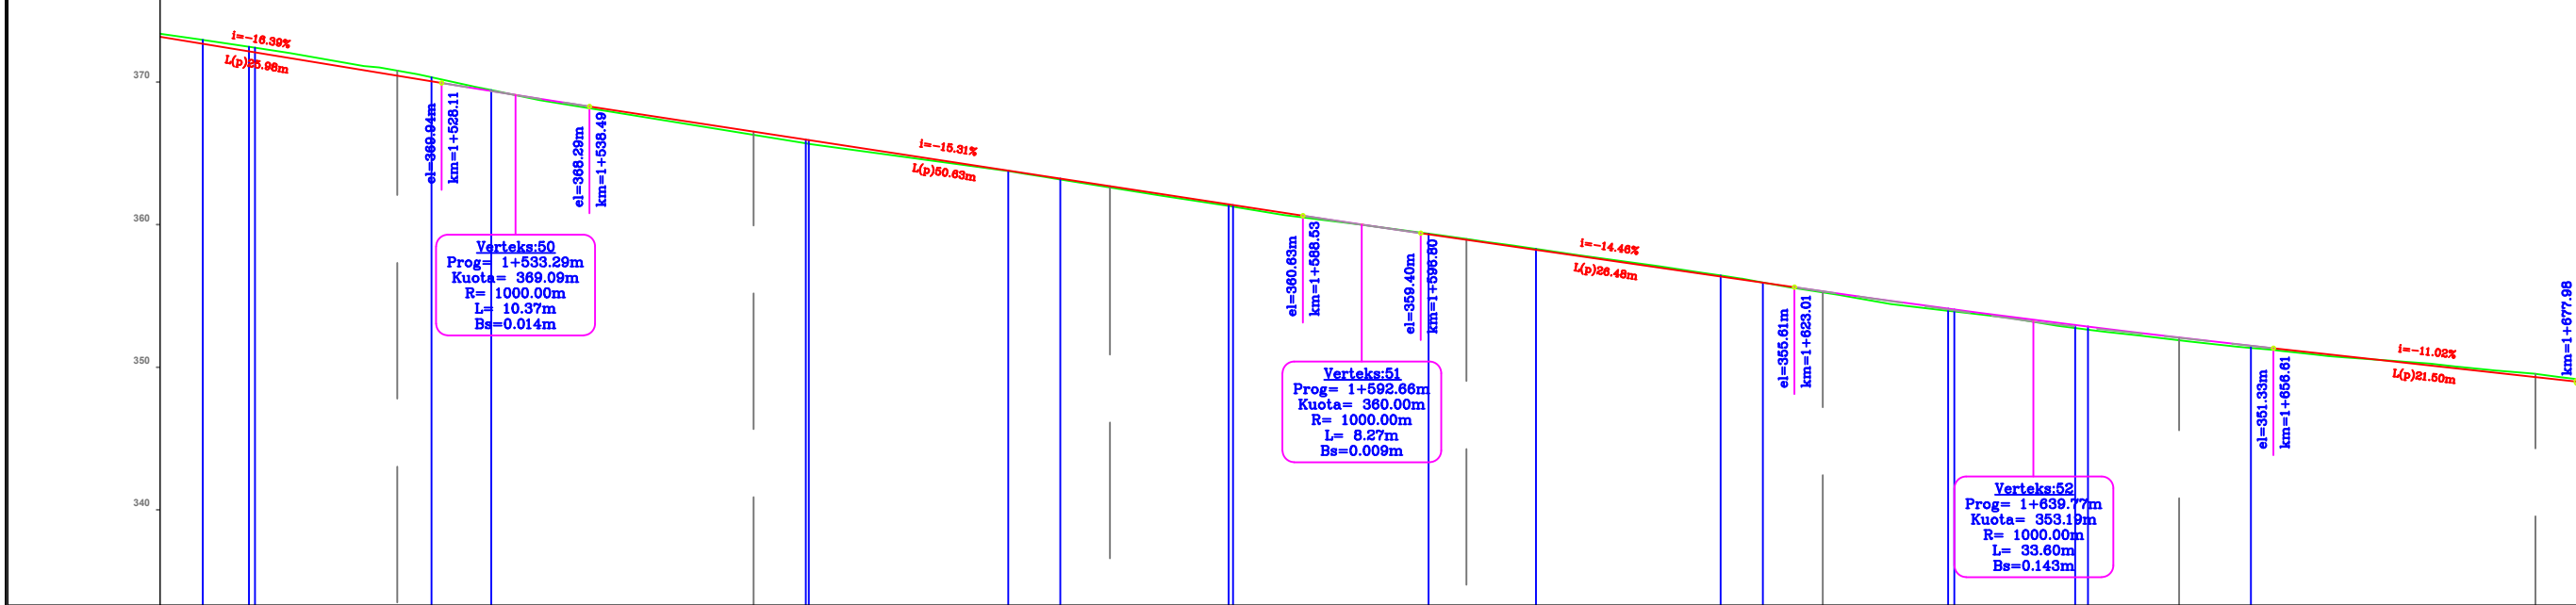 370
360
350
340
i=-16.39%
L(p)25.98m
el=369.94m
km=1+528.11
el=368.29m
km=1+538.49
Verteks:50
Prog= 1+533.29m
Kuota= 369.09m
R= 1000.00m
L= 10.37m
Bs=0.014m
i=-15.31%
L(p)50.63m
el=360.63m
km=1+588.53
el=359.40m
km=1+596.80
Verteks:51
Prog= 1+592.66m
Kuota= 360.00m
R= 1000.00m
L= 8.27m
Bs=0.009m
i=-14.46%
L(p)26.48m
el=355.61m
km=1+623.01
Verteks:52
Prog= 1+639.77m
Kuota= 353.19m
R= 1000.00m
L= 33.60m
Bs=0.143m
el=351.33m
km=1+656.61
i=-11.02%
L(p)21.50m
km=1+677.98